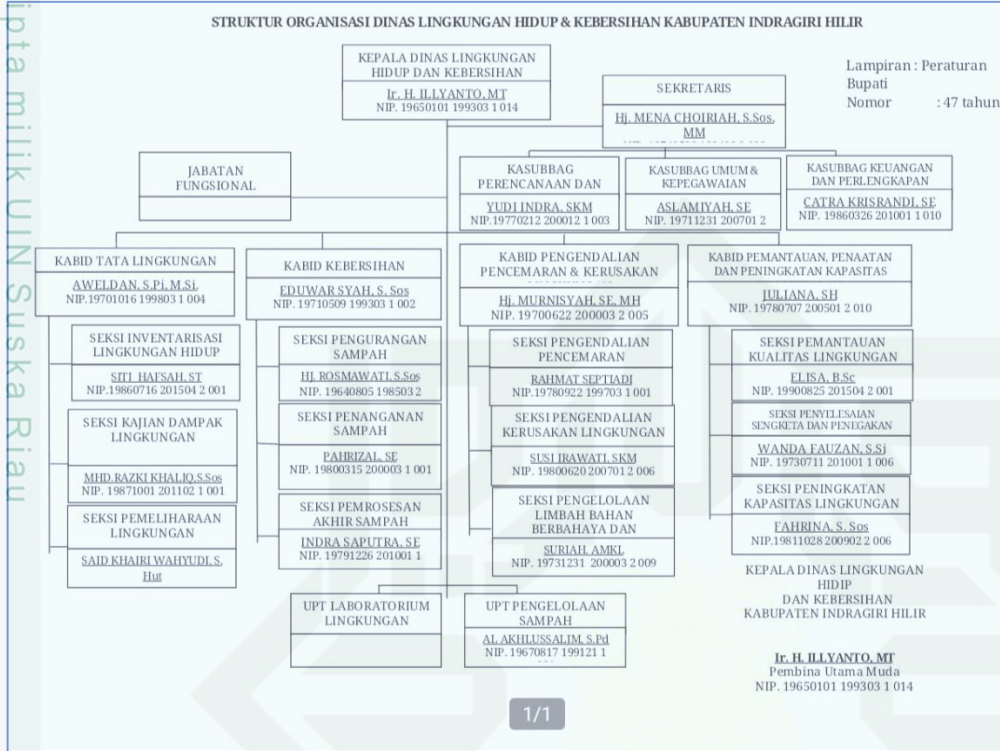 STRUKTUR ORGANISASI DINAS LINGKUNGAN HIDUP & KEBERSIHAN KABUPATEN INDRAGIRI HILIR
KEPALA DINAS LINGKUNGAN
HIDUP DAN KEBERSIHAN
Ir. H. ILLYANTO, MT
NIP. 19650101 199303 1 014
SEKRETARIS
Hj. MENA CHOIRIAH, S.Sos,
MM
Lampiran : Peraturan
Bupati
Nomor : 47 tahun
JABATAN
FUNGSIONAL
KASUBBAG
PERENCANAAN DAN
YUDI INDRA, SKM
NIP.19770212 200012 1 003
KASUBBAG UMUM &
KEPEGAWAIAN
ASLAMIYAH, SE
NIP. 19711231 200701 2
KASUBBAG KEUANGAN
DAN PERLENGKAPAN
CATRA KRISRANDI, SE
NIP. 19860326 201001 1 010
KABID TATA LINGKUNGAN
AWELDAN, S.Pi, M.Si.
NIP.19701016 199803 1 004
KABID KEBERSIHAN
EDUWAR SYAH, S. Sos
NIP. 19710509 199303 1 002
KABID PENGENDALIAN
PENCEMARAN & KERUSAKAN
Hj. MURNISYAH, SE, MH
NIP. 19700622 200003 2 005
KABID PEMANTAUAN, PENAATAN
DAN PENINGKATAN KAPASITAS
JULIANA, SH
NIP. 19780707 200501 2 010
SEKSI INVENTARISASI
LINGKUNGAN HIDUP
SITI HAFSAH, ST
NIP.19860716 201504 2 001
SEKSI KAJIAN DAMPAK
LINGKUNGAN
MHD.RAZKI KHALIQ,S.Sos
NIP. 19871001 201102 1 001
SEKSI PEMELIHARAAN
LINGKUNGAN
SAID KHAIRI WAHYUDI, S.
Hut
SEKSI PENGURANGAN
SAMPAH
HJ. ROSMAWATI, S.Sos
NIP. 19640805 198503 2
SEKSI PENANGANAN
SAMPAH
PAHRIZAL, SE
NIP. 19800315 200003 1 001
SEKSI PEMROSESAN
AKHIR SAMPAH
INDRA SAPUTRA, SE
NIP. 19791226 201001 1
SEKSI PENGENDALIAN
PENCEMARAN
RAHMAT SEPTIADI
NIP.19780922 199703 1 001
SEKSI PENGENDALIAN
KERUSAKAN LINGKUNGAN
SUSI IRAWATI, SKM
NIP. 19800620 200701 2 006
SEKSI PENGELOLAAN
LIMBAH BAHAN
BERBAHAYA DAN
SURIAH, AMKL
NIP. 19731231 200003 2 009
SEKSI PEMANTAUAN
KUALITAS LINGKUNGAN
ELISA, B.Sc
NIP. 19900825 201504 2 001
SEKSI PENYELESAIAN
SENGKETA DAN PENEGAKAN
WANDA FAUZAN, S.Si
NIP. 19730711 201001 1 006
SEKSI PENINGKATAN
KAPASITAS LINGKUNGAN
FAHRINA, S. Sos
NIP.19811028 200902 2 006
UPT LABORATORIUM
LINGKUNGAN
UPT PENGELOLAAN
SAMPAH
AL AKHLUSSALIM, S.Pd
NIP. 19670817 199121 1
KEPALA DINAS LINGKUNGAN
HIDIP
DAN KEBERSIHAN
KABUPATEN INDRAGIRI HILIR
Ir. H. ILLYANTO, MT
Pembina Utama Muda
NIP. 19650101 199303 1 014
1/1
ipta milik UIN Suska Riau